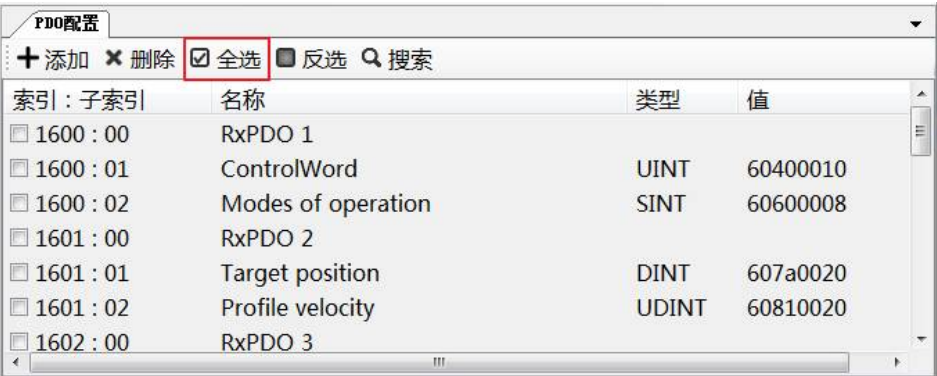 PDO配置
添加 删除 全选 反选 搜索
索引：子索引 名称 类型 值
1600 : 00 RxPDO 1
1600 : 01 ControlWord UINT 60400010
1600 : 02 Modes of operation SINT 60600008
1601 : 00 RxPDO 2
1601 : 01 Target position DINT 607a0020
1601 : 02 Profile velocity UDINT 60810020
1602 : 00 RxPDO 3